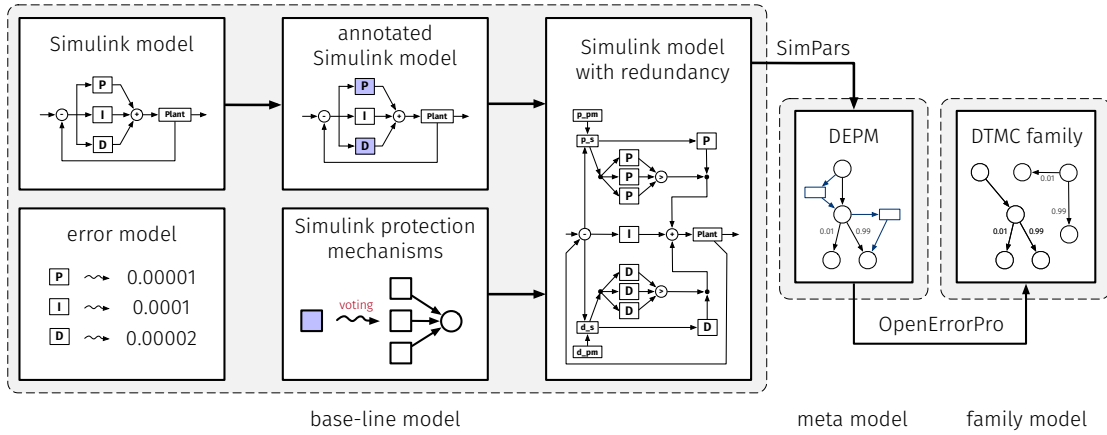 Simulink model
P
I
D
-
+
Plant
annotated
Simulink model
P
I
D
-
+
Plant
Simulink model
with redundancy
p_pm
p_s
P
P
P
P
>
-
I
+
Plant
D
D
D
>
d_s
D
d_pm
SimPars
DEPM
0.01
0.99
DTMC family
0.01
0.99
0.01
0.99
error model
P
0.00001
I
0.0001
D
0.00002
Simulink protection
mechanisms
voting
OpenErrorPro
base-line model
meta model
family model